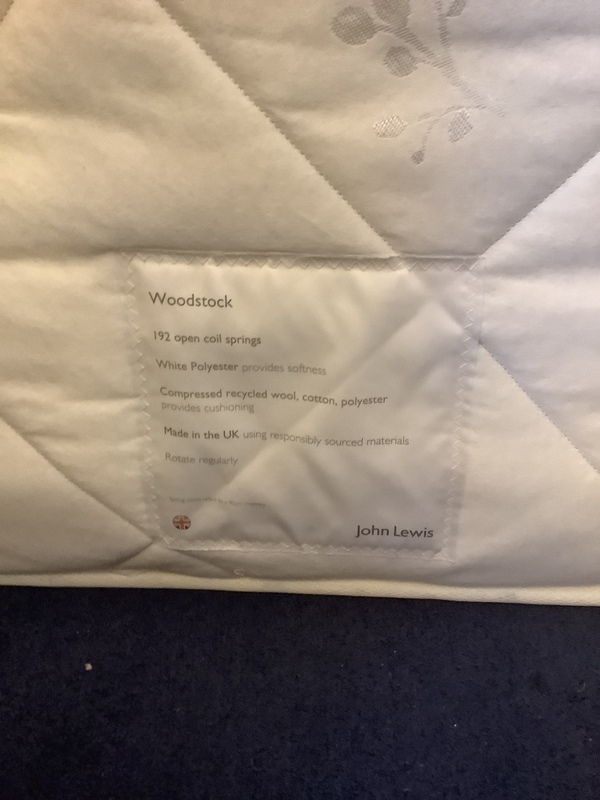 Woodstock
192 open coil springs
White Polyester provides softness
Compressed recycled wool, cotton, polyester
provides cushioning
Made in the UK using responsibly sourced materials
Rotate regularly
John Lewis